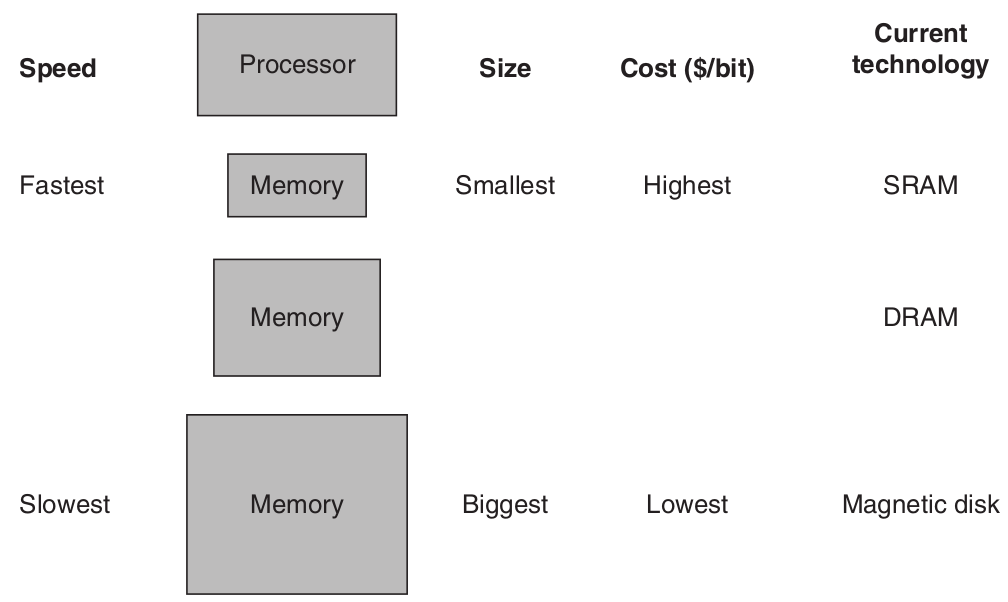 Speed Processor Size Cost ($/bit) Current
technology
Fastest Memory Smallest Highest SRAM
Memory DRAM
Slowest Memory Biggest Lowest Magnetic disk